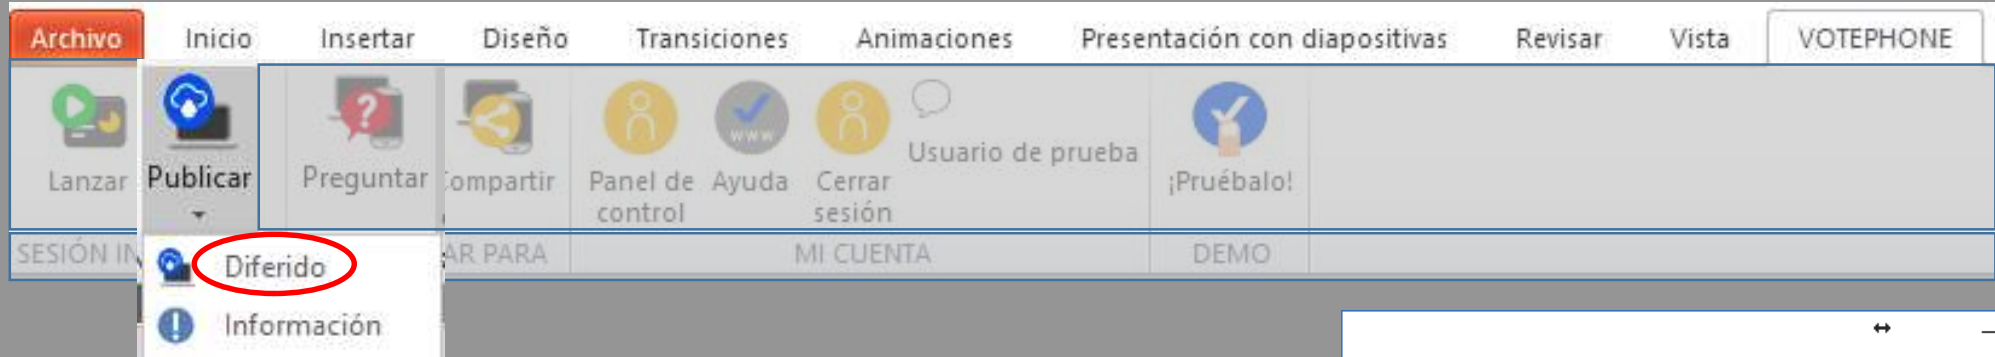 Archivo Inicio Insertar Diseño Transiciones Animaciones Presentación con diapositivas Revisar Vista VOTEPHONE
Lanzar Publicar Preguntar ompartir Panel de control Ayuda Cerrar sesión Usuario de prueba ¡Pruébalo!
www
SESIÓN IN AR PARA MI CUENTA DEMO
Diferido
Información